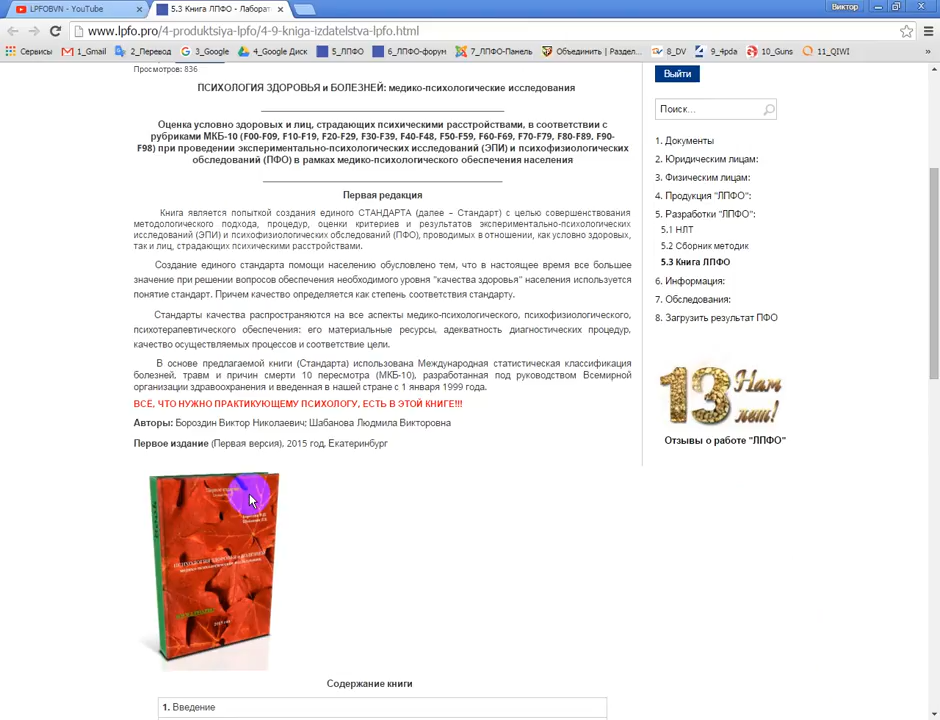 LPFOBVN - YouTube
5.3 Книга ЛПФО - Лаборат
Виктор
www.lpfo.pro/4-produktsiya-lpfo/4-9-kniga-izdatelstva-lpfo.html
Сервисы
1_Gmail
2_Перевод
3_Google
4_Google Диск
5_ЛПФО
6_ЛПФО-форум
7_ЛПФО-Панель
Объединить (Раздел...
8_DV
9_4pda
10_Guns
11_QIWI
»
Просмотров: 836
ПСИХОЛОГИЯ ЗДОРОВЬЯ и БОЛЕЗНЕЙ: медико-психологические исследования
Оценка условно здоровых и лиц, страдающих психическими расстройствами, в соответствии с
рубриками МКБ-10 (F00-F09, F10-F19, F20-F29, F30-F39, F40-F48, F50-F59, F60-F69, F70-F79, F80-F89, F90-
F98) при проведении экспериментально-психологических исследований (ЭПИ) и психофизиологических
обследований (ПФО) в рамках медико-психологического обеспечения населения
Первая редакция
Книга является попыткой создания единого СТАНДАРТА (далее – Стандарт) с целью совершенствования
методологического подхода, процедур, оценки критериев и результатов экспериментально-психологических
исследований (ЭПИ) и психофизиологических обследований (ПФО), проводимых в отношении, как условно здоровых,
так и лиц, страдающих психическими расстройствами.
Создание единого стандарта помощи населению обусловлено тем, что в настоящее время все большее
значение при решении вопросов обеспечения необходимого уровня "качества здоровья" населения используется
понятие стандарт. Причем качество определяется как степень соответствия стандарту.
Стандарты качества распространяются на все аспекты медико-психологического, психофизиологического,
психотерапевтического обеспечения: его материальные ресурсы, адекватность диагностических процедур,
качество осуществляемых процессов и соответствие цели.
В основе предлагаемой книги (Стандарта) использована Международная статистическая классификация
болезней, травм и причин смерти 10 пересмотра (МКБ-10), разработанная под руководством Всемирной
организации здравоохранения и введенная в нашей стране с 1 января 1999 года.
ВСЁ, ЧТО НУЖНО ПРАКТИКУЮЩЕМУ ПСИХОЛОГУ, ЕСТЬ В ЭТОЙ КНИГЕ!!!
Авторы: Бороздин Виктор Николаевич; Шабанова Людмила Викторовна
Первое издание (Первая версия), 2015 год, Екатеринбург
ПСИХОЛОГИЯ ЗДОРОВЬЯ и БОЛЕЗНЕЙ
2015 год
Содержание книги
1. Введение
Выйти
Поиск...
1. Документы
2. Юридическим лицам:
3. Физическим лицам:
4. Продукция "ЛПФО":
5. Разработки "ЛПФО":
5.1 НЛТ
5.2 Сборник методик
5.3 Книга ЛПФО
6. Информация:
7. Обследования:
8. Загрузить результат ПФО
13 Нам
лет!
Отзывы о работе "ЛПФО"